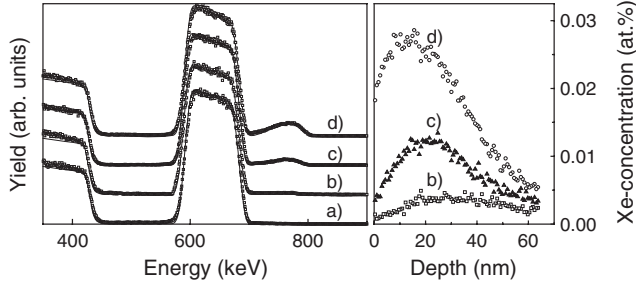 Yield (arb. units)
d)
c)
b)
a)
400
600
800
Energy (keV)
d)
c)
b)
0.03
0.01
0.01
0.00
Xe-concentration (at.%)
0
20
40
60
Depth (nm)